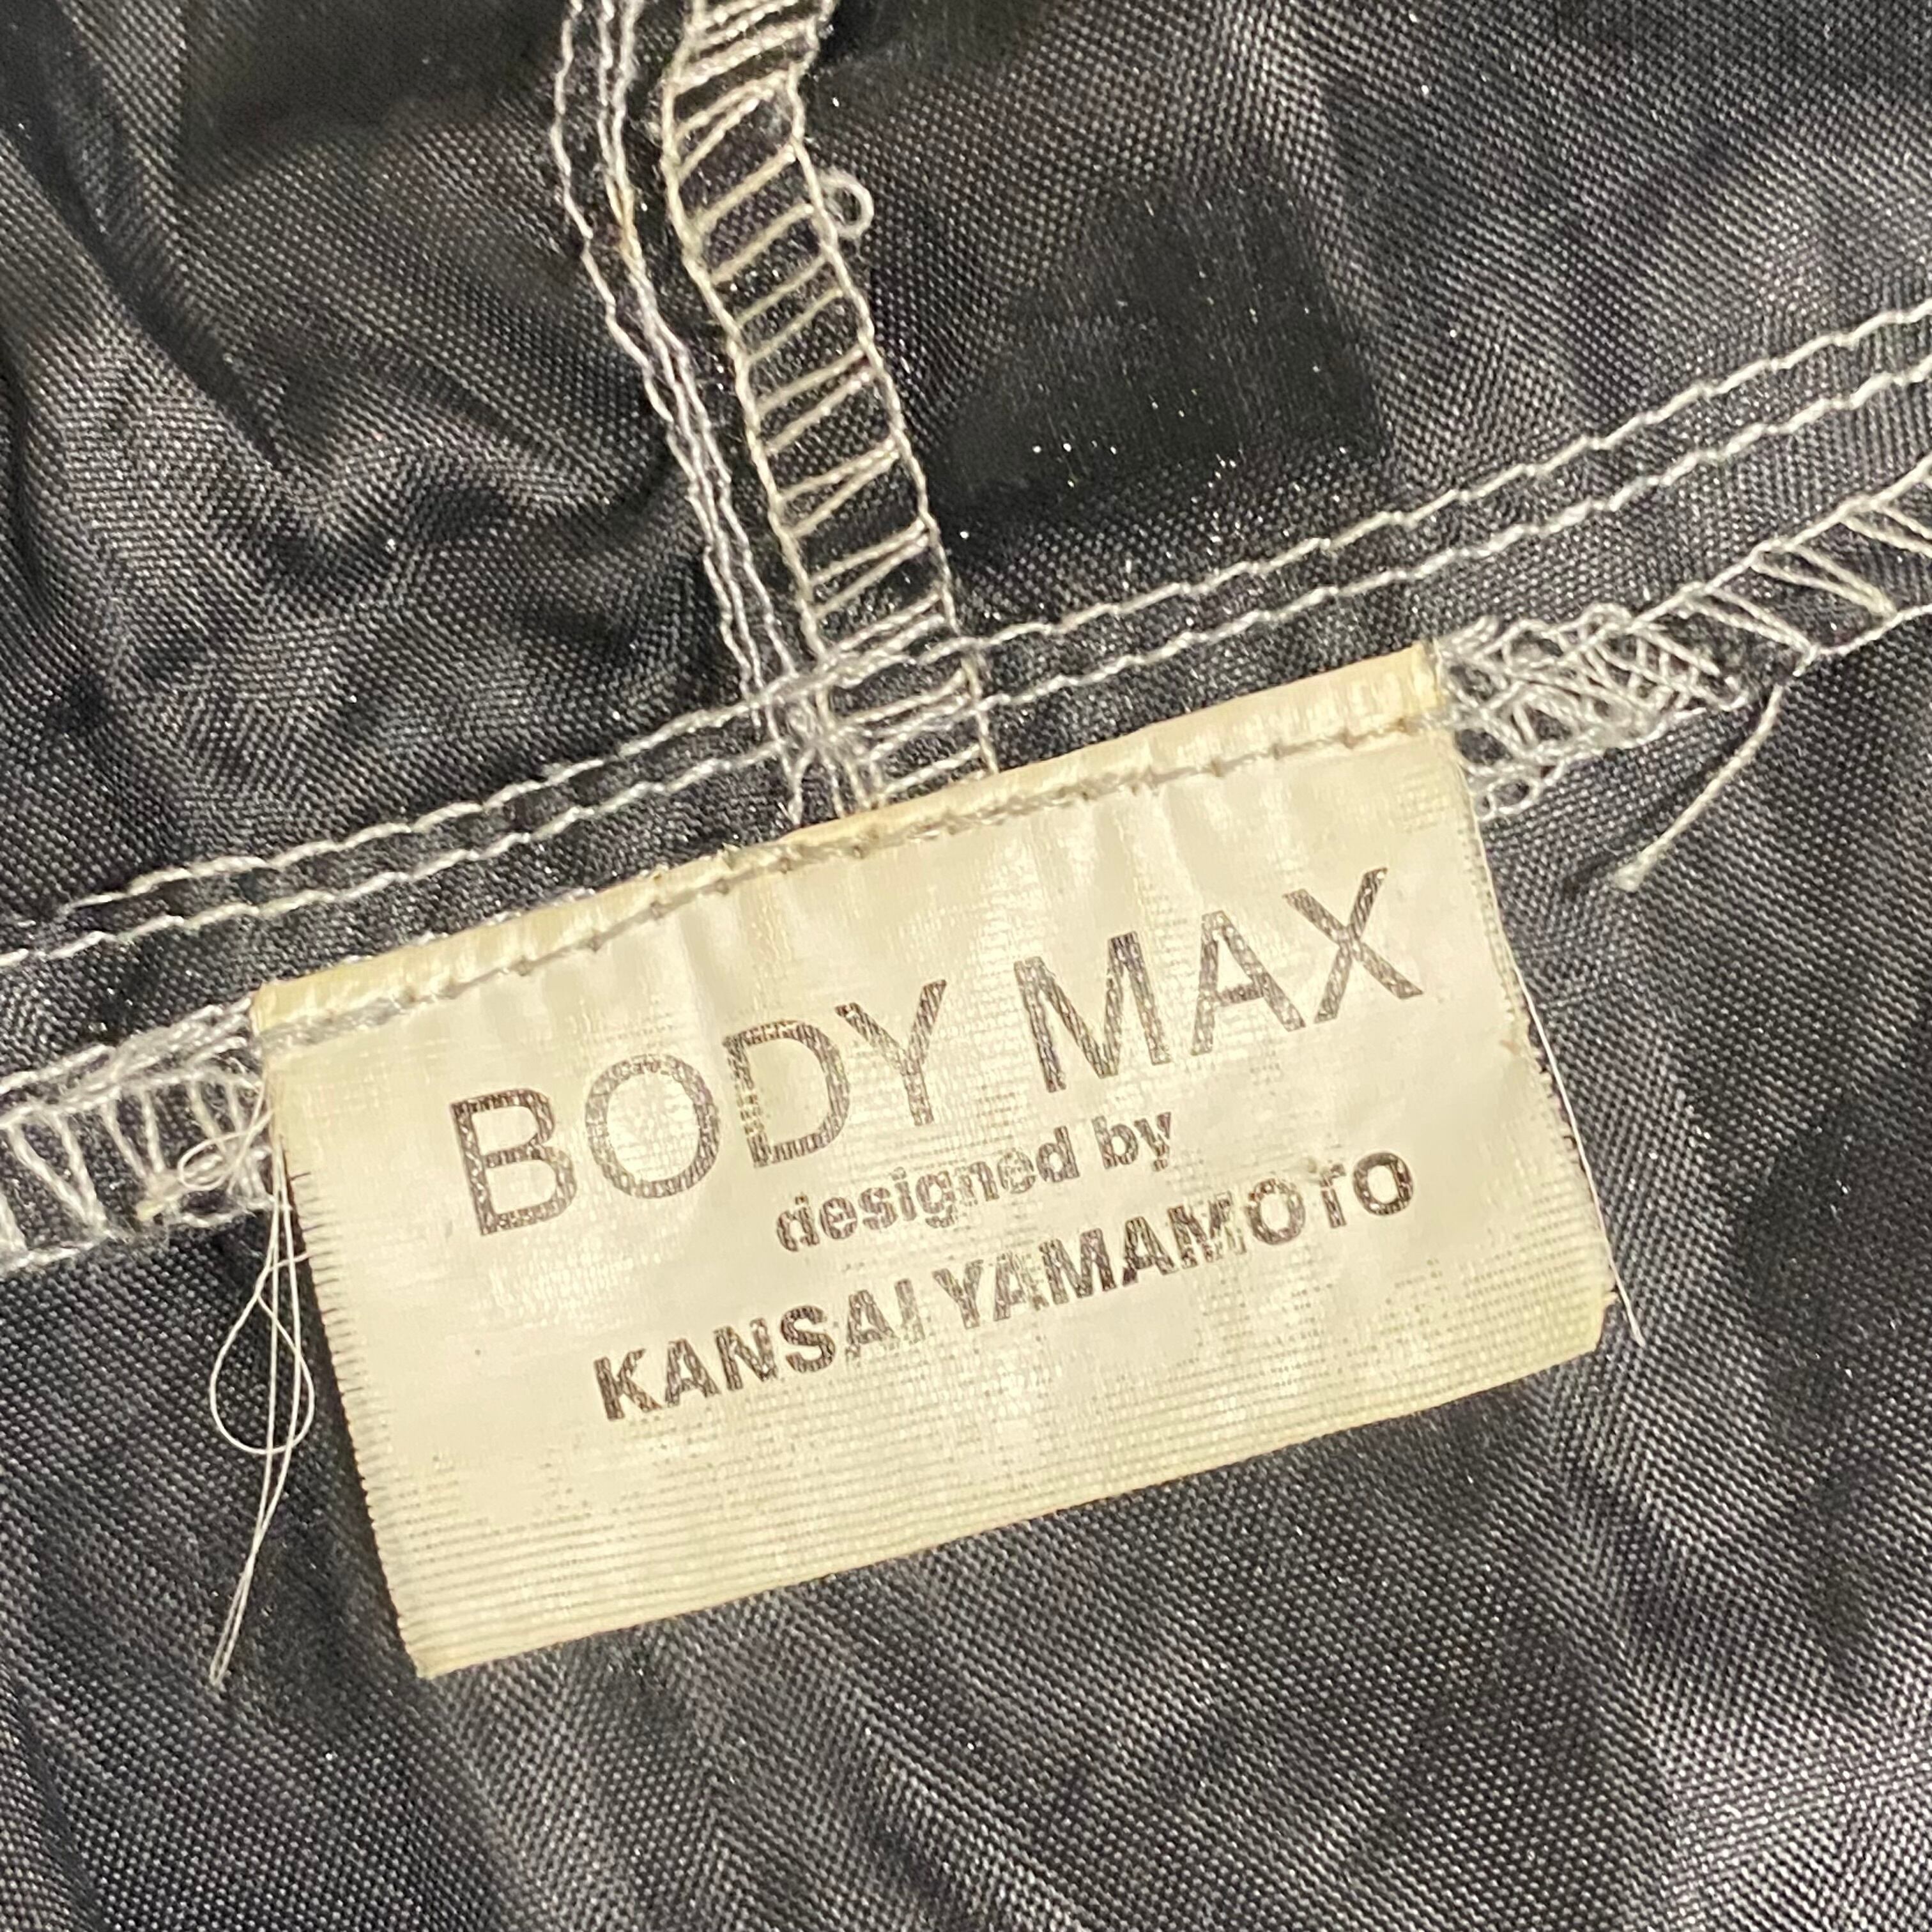 BODY MAX
designed by
KANSAI YAMAMOTO